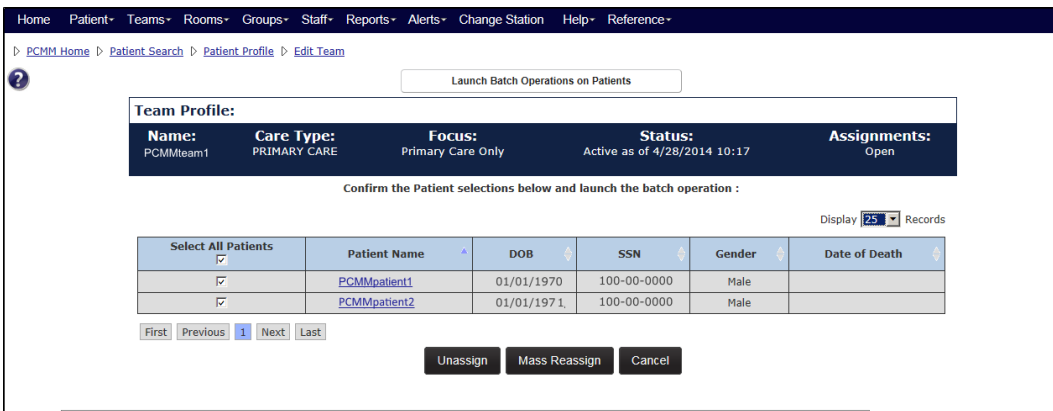 Home Patient Teams Rooms Groups Staff Reports Alerts Change Station Help Reference
PCMM Home Patient Search Patient Profile Edit Team
?
Launch Batch Operations on Patients
Team Profile:
Name: Care Type: Focus: Status: Assignments:
PCMMteam1 PRIMARY CARE Primary Care Only Active as of 4/28/2014 10:17 Open
Confirm the Patient selections below and launch the batch operation :
Display 25 Records
Select All Patients Patient Name DOB SSN Gender Date of Death
PCMMpatient1 01/01/1970 100-00-0000 Male
PCMMpatient2 01/01/1971, 100-00-0000 Male
First Previous 1 Next Last
Unassign Mass Reassign Cancel